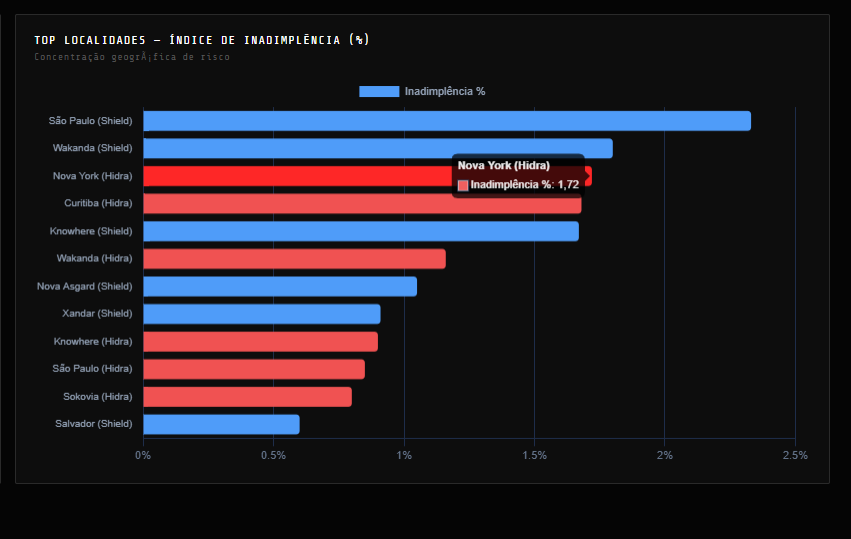 TOP LOCALIDADES — ÍNDICE DE INADIMPLÊNCIA (%)
Concentração geogrÃ¡fica de risco
Inadimplência %
São Paulo (Shield)
Wakanda (Shield)
Nova York (Hidra)
Nova York (Hidra)
Inadimplência %: 1,72
Curitiba (Hidra)
Knowhere (Shield)
Wakanda (Hidra)
Nova Asgard (Shield)
Xandar (Shield)
Knowhere (Hidra)
São Paulo (Hidra)
Sokovia (Hidra)
Salvador (Shield)
0% 0.5% 1% 1.5% 2% 2.5%